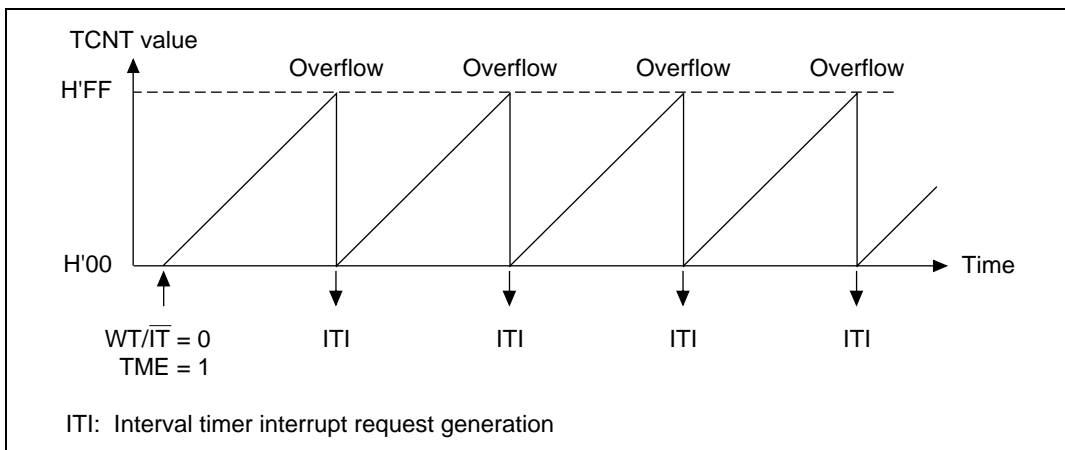 TCNT value
Overflow Overflow Overflow Overflow
H'FF
H'00
Time
WT/I̅T̅ = 0 ITI ITI ITI ITI
TME = 1
ITI: Interval timer interrupt request generation